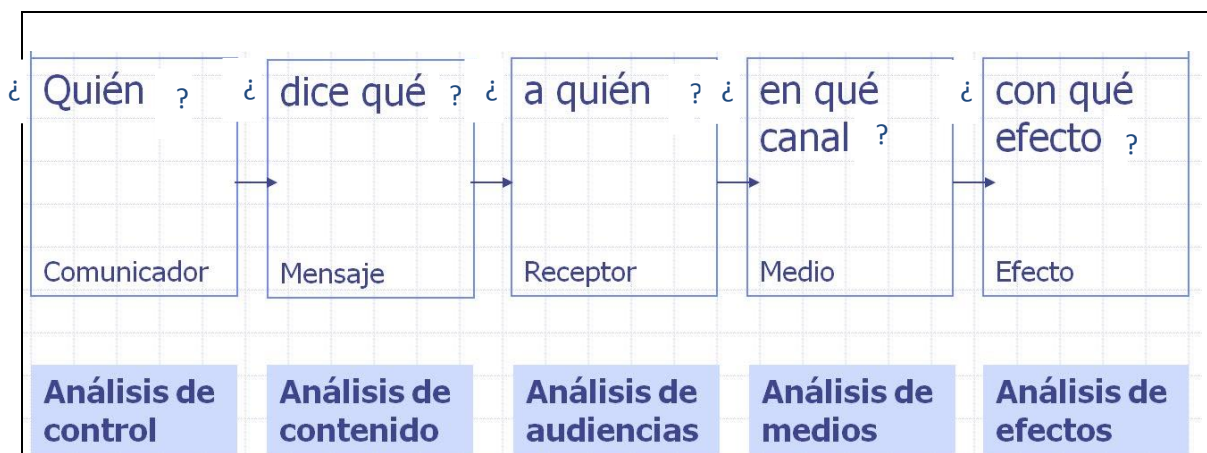 ¿ Quién ?
¿ dice qué ?
¿ a quién ?
¿ en qué
canal ?
¿ con qué
efecto ?
Comunicador
Mensaje
Receptor
Medio
Efecto
Análisis de
control
Análisis de
contenido
Análisis de
audiencias
Análisis de
medios
Análisis de
efectos